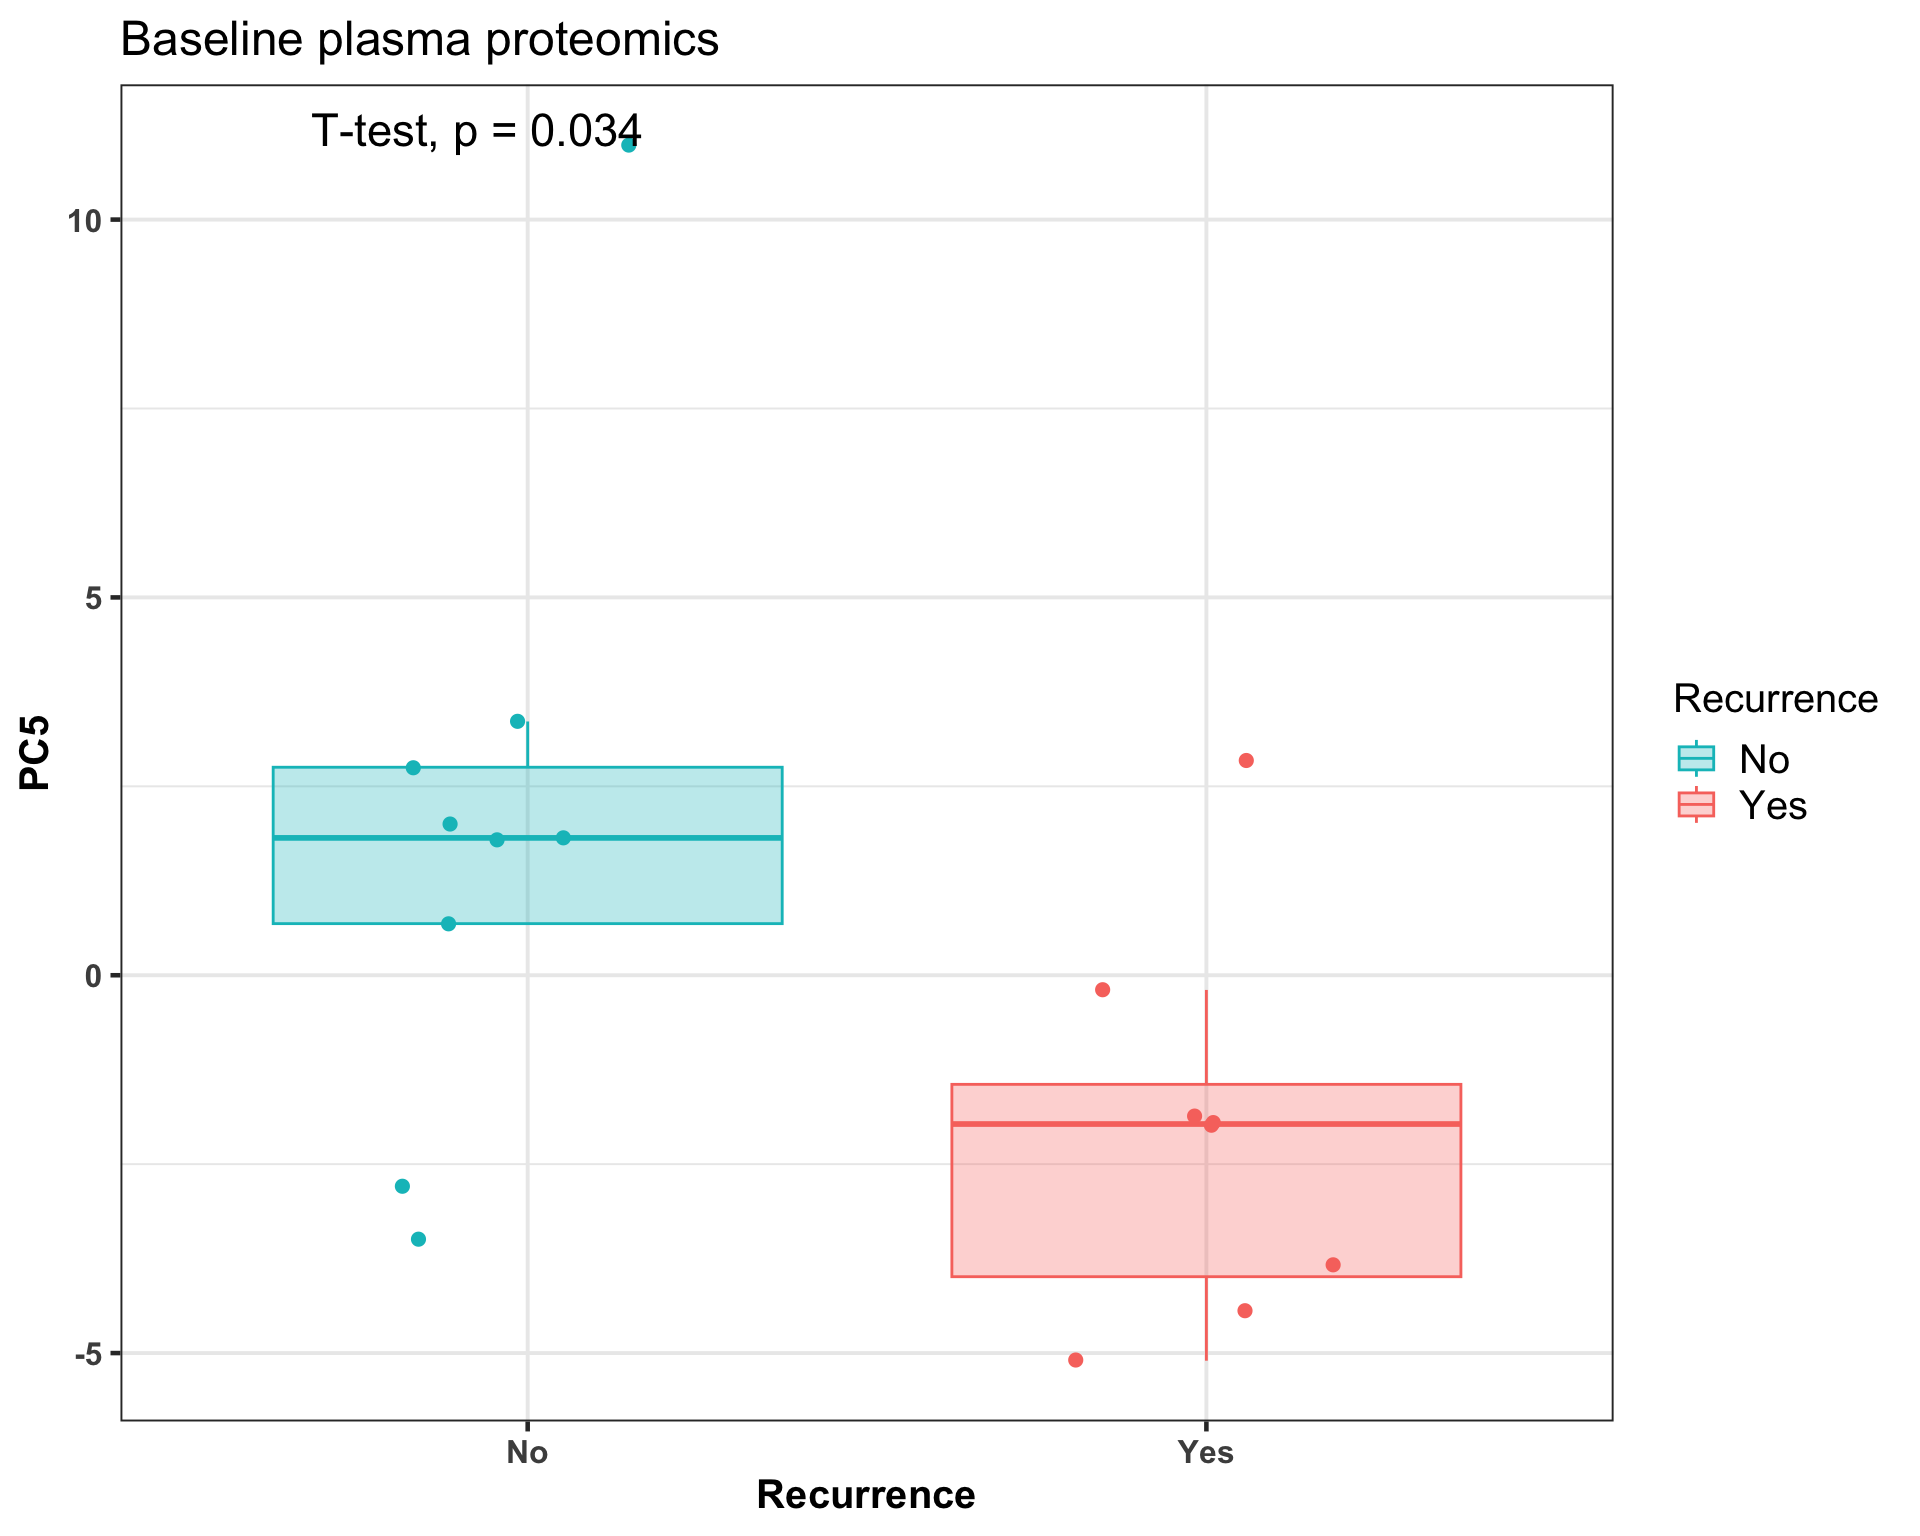 Baseline plasma proteomics
T-test, p = 0.034
10
5
0
-5
PC5
No
Yes
Recurrence
Recurrence
No
Yes